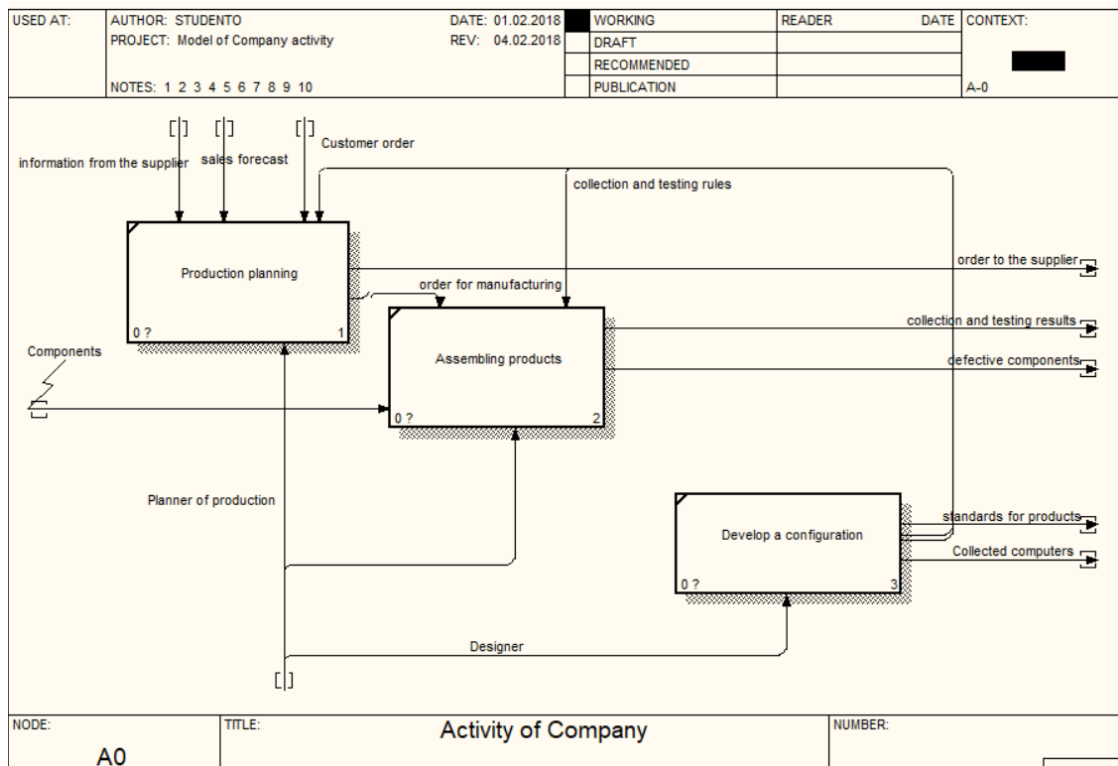 USED AT:
AUTHOR: STUDENTO
DATE: 01.02.2018
WORKING
READER
DATE
CONTEXT:
PROJECT: Model of Company activity
REV: 04.02.2018
DRAFT
RECOMMENDED
NOTES: 1 2 3 4 5 6 7 8 9 10
PUBLICATION
A-0
information from the supplier
sales forecast
Customer order
collection and testing rules
Production planning
0 ?
1
order to the supplier
order for manufacturing
collection and testing results
Components
Assembling products
0 ?
2
defective components
Planner of production
standards for products
Develop a configuration
0 ?
3
Collected computers
Designer
NODE:
A0
TITLE:
Activity of Company
NUMBER: